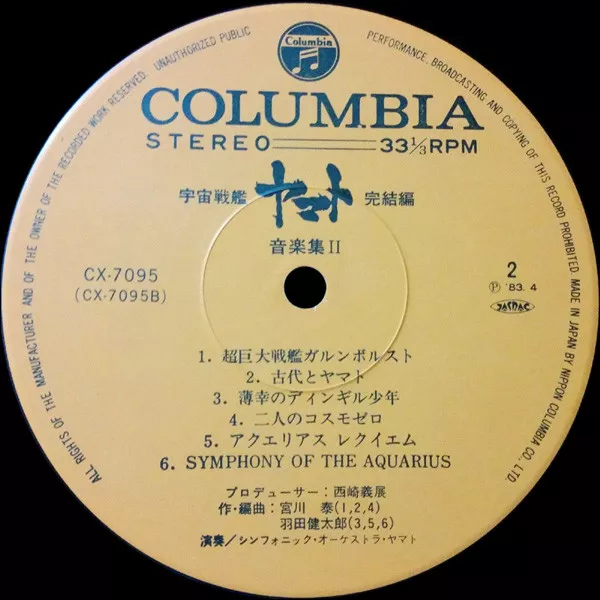 Columbia
COLUMBIA
STEREO 33 1/3 RPM
宇宙戦艦 ヤマト 完結編
音楽集II
CX-7095
(CX-7095B)
2
Ⓟ '83. 4
JASRAC
1. 超巨大戦艦ガルンボルスト
2. 古代とヤマト
3. 薄幸のディンギル少年
4. 二人のコスモゼロ
5. アクエリアス レクイエム
6. SYMPHONY OF THE AQUARIUS
プロデューサー：西崎義展
作・編曲：宮川 泰(1,2,4)
羽田健太郎(3,5,6)
演奏／シンフォニック・オーケストラ・ヤマト
ALL RIGHTS OF THE MANUFACTURER AND OF THE OWNER OF THE RECORDED WORK RESERVED. UNAUTHORIZED PUBLIC PERFORMANCE, BROADCASTING AND COPYING OF THIS RECORD PROHIBITED. MADE IN JAPAN BY NIPPON COLUMBIA CO., LTD.